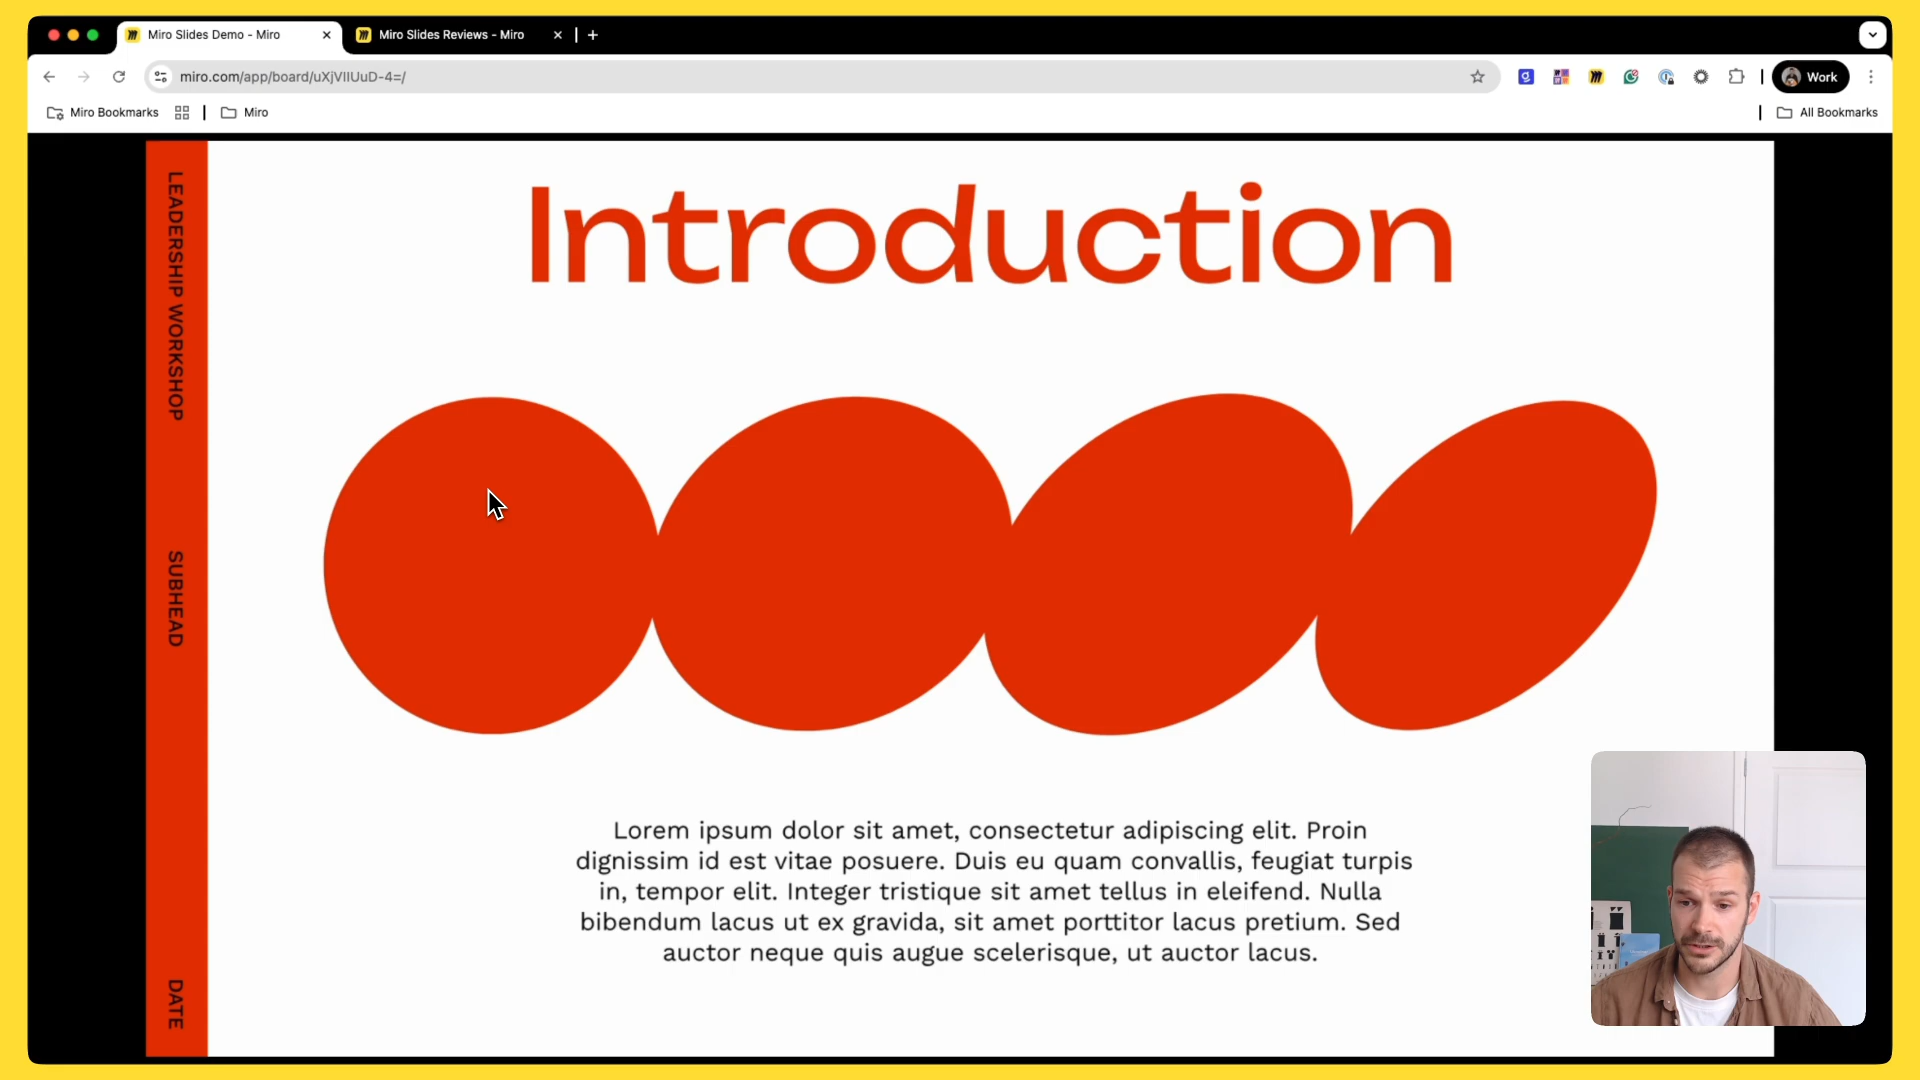 Miro Slides Demo - Miro
Miro Slides Reviews - Miro
miro.com/app/board/uXjVIIUuD-4=/
Work
Miro Bookmarks
Miro
All Bookmarks
LEADERSHIP WORKSHOP
SUBHEAD
DATE
Introduction
Lorem ipsum dolor sit amet, consectetur adipiscing elit. Proin
dignissim id est vitae posuere. Duis eu quam convallis, feugiat turpis
in, tempor elit. Integer tristique sit amet tellus in eleifend. Nulla
bibendum lacus ut ex gravida, sit amet porttitor lacus pretium. Sed
auctor neque quis augue scelerisque, ut auctor lacus.